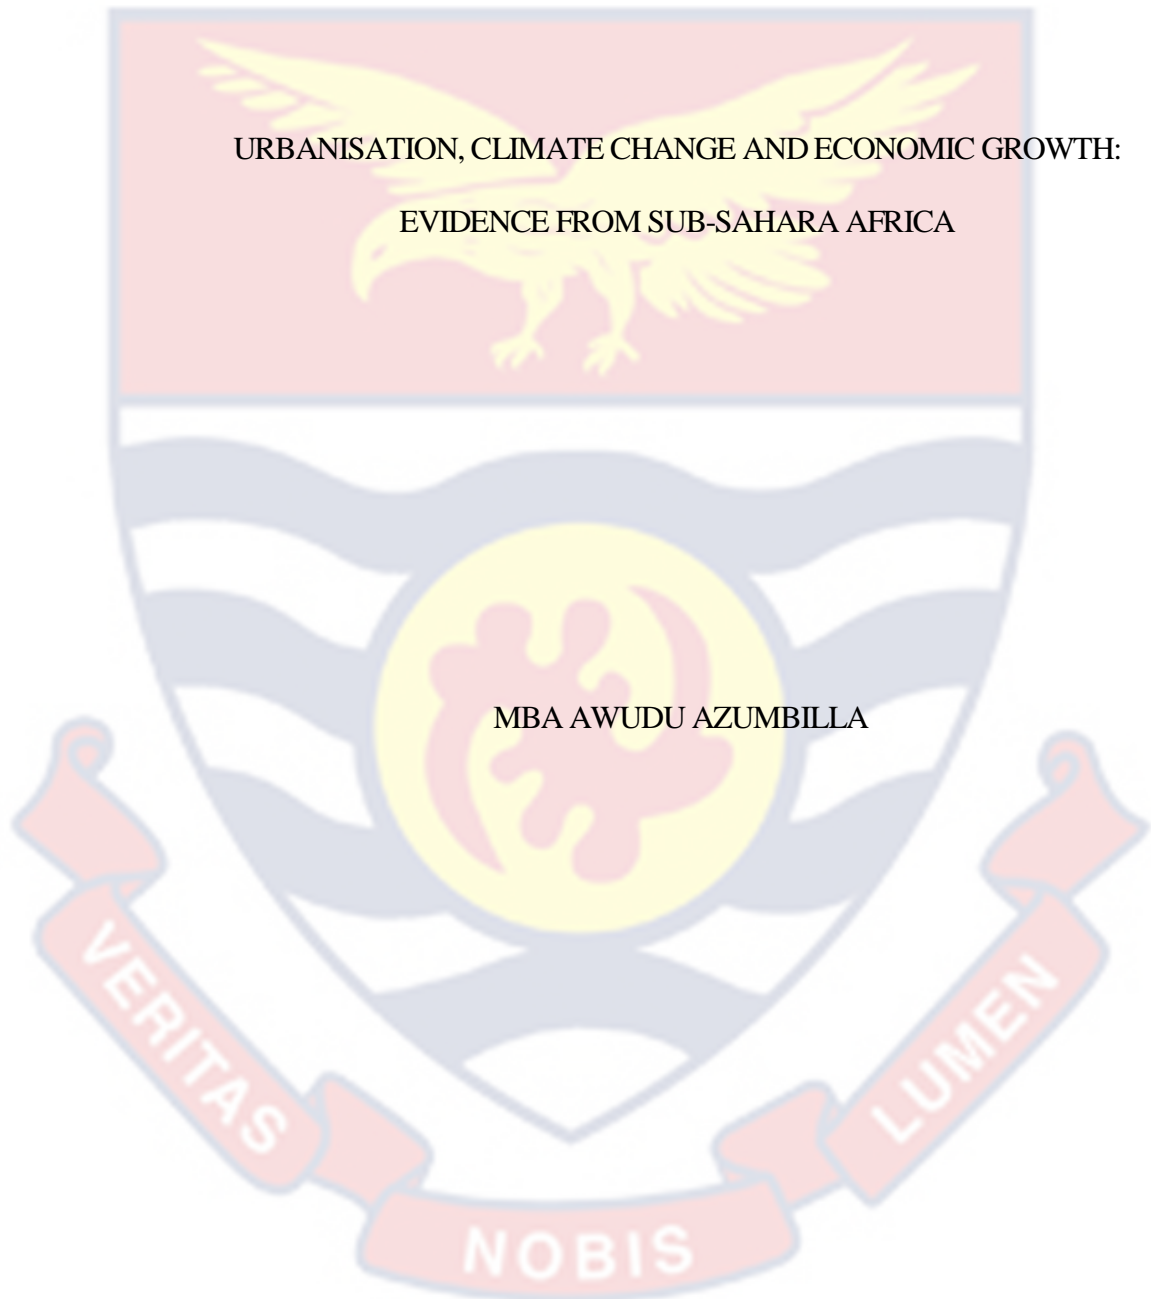 URBANISATION, CLIMATE CHANGE AND ECONOMIC GROWTH:
EVIDENCE FROM SUB-SAHARA AFRICA
MBA AWUDU AZUMBILLA
VERITAS
NOBIS
LUMEN